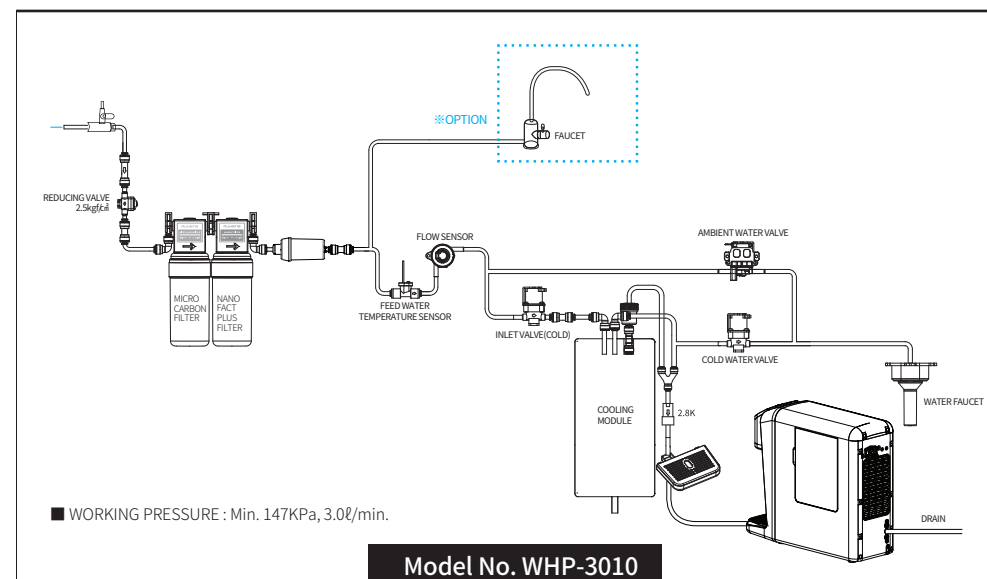 ※OPTION
FAUCET
REDUCING VALVE
2.5kgf/㎠
FLOW SENSOR
AMBIENT WATER VALVE
MICRO
CARBON
FILTER
NANO
FACT
PLUS
FILTER
FEED WATER
TEMPERATURE SENSOR
INLET VALVE(COLD)
COLD WATER VALVE
WATER FAUCET
COOLING
MODULE
2.8K
■ WORKING PRESSURE : Min. 147KPa, 3.0ℓ/min.
DRAIN
Model No. WHP-3010